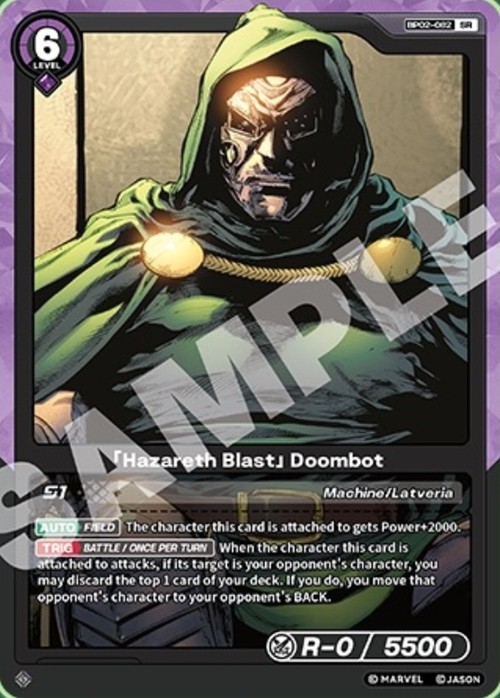 6
LEVEL
BP02-082 SR
「Hazareth Blast」 Doombot
S1
Machine/Latveria
AUTO FIELD The character this card is attached to gets Power+2000.
TRIG BATTLE / ONCE PER TURN When the character this card is
attached to attacks, if its target is your opponent's character, you
may discard the top 1 card of your deck. If you do, you move that
opponent's character to your opponent's BACK.
R-0 / 5500
© MARVEL © JASON
SAMPLE